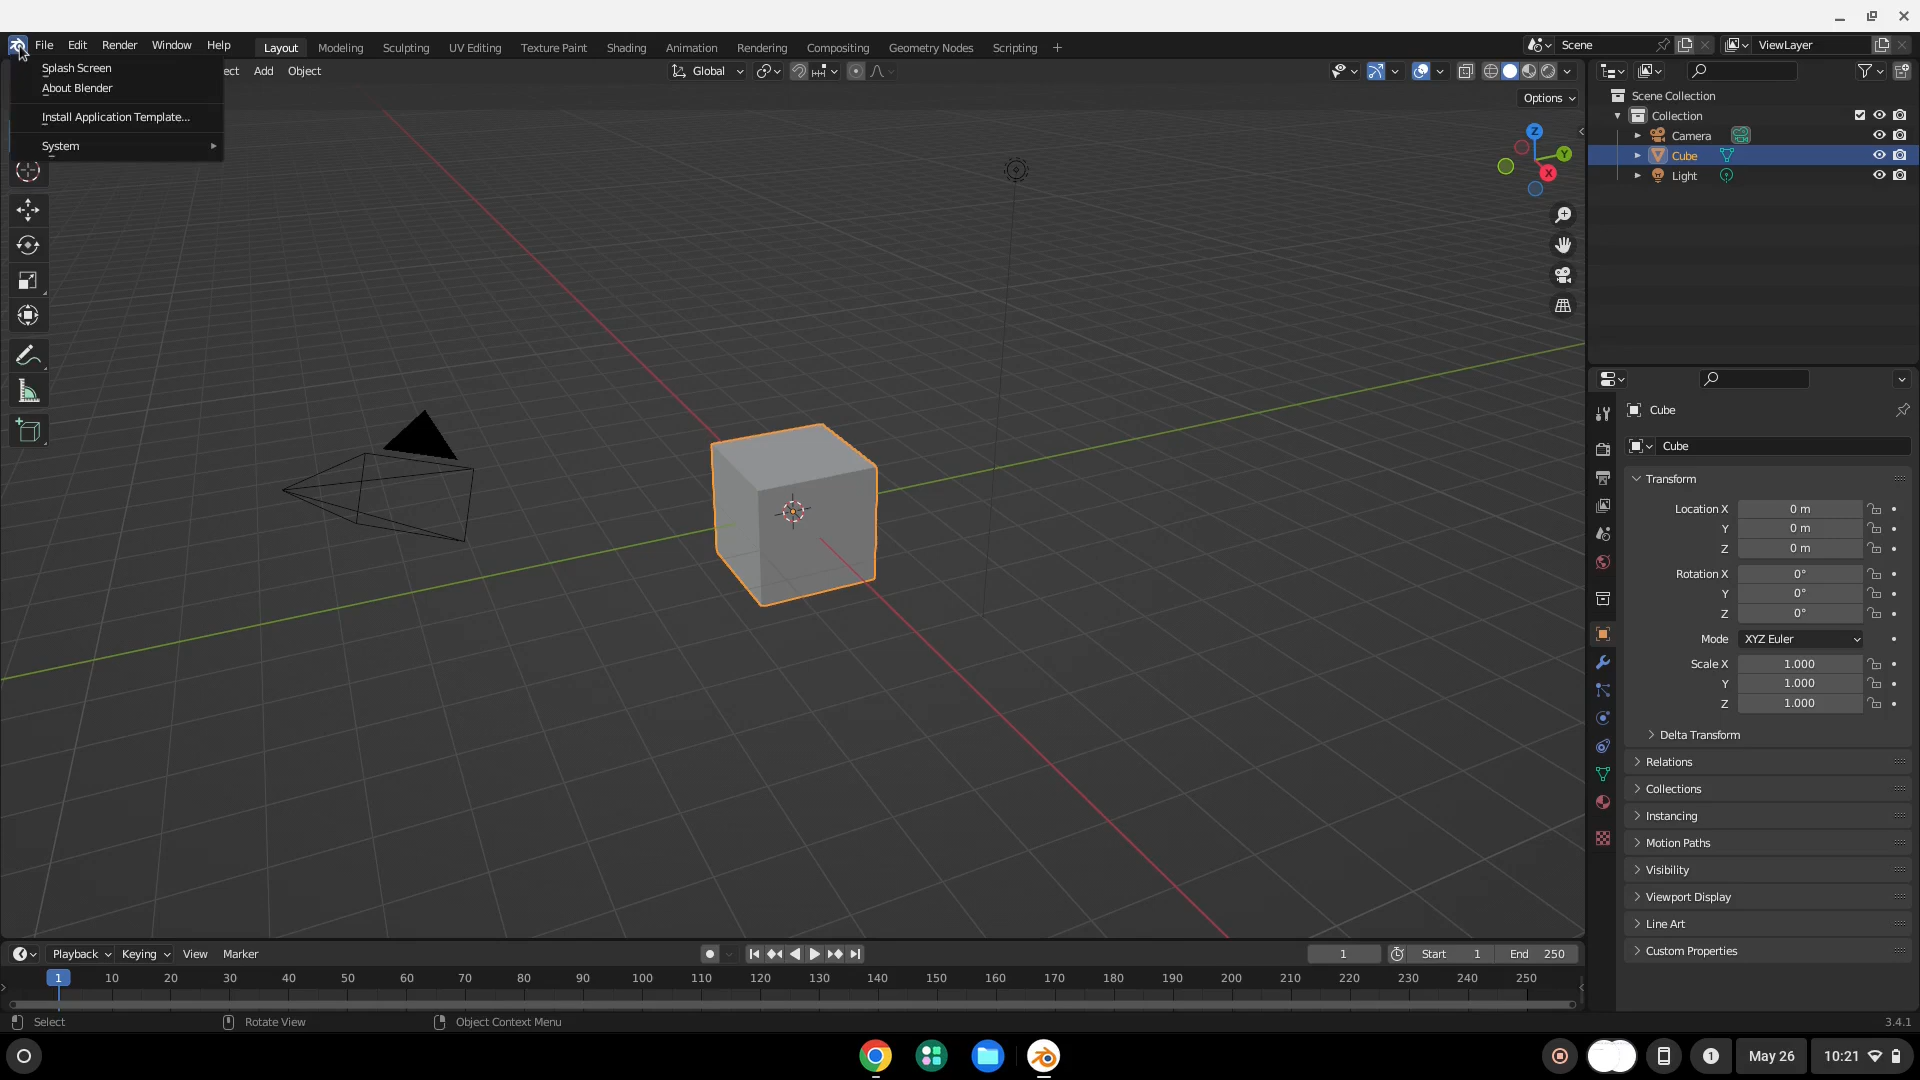 File Edit Render Window Help Layout Modeling Sculpting UV Editing Texture Paint Shading Animation Rendering Compositing Geometry Nodes Scripting + Scene ViewLayer
Splash Screen
About Blender
Install Application Template...
System
ect Add Object Global
Options
Z
Y
X
Scene Collection
Collection
Camera
Cube
Light
Cube
Cube
Transform
Location X 0 m
Y 0 m
Z 0 m
Rotation X 0°
Y 0°
Z 0°
Mode XYZ Euler
Scale X 1.000
Y 1.000
Z 1.000
Delta Transform
Relations
Collections
Instancing
Motion Paths
Visibility
Viewport Display
Line Art
Custom Properties
Playback Keying View Marker 1 Start 1 End 250
1 10 20 30 40 50 60 70 80 90 100 110 120 130 140 150 160 170 180 190 200 210 220 230 240 250
Select Rotate View Object Context Menu 3.4.1
1 May 26 10:21